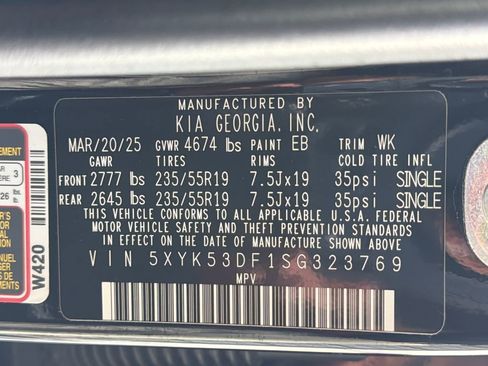 MANUFACTURED BY
KIA GEORGIA, INC.
MAR/20/25 GVWR 4674 lbs PAINT EB TRIM WK
GAWR TIRES RIMS COLD TIRE INFL
FRONT 2777 lbs 235/55R19 7.5Jx19 35psi SINGLE
REAR 2645 lbs 235/55R19 7.5Jx19 35psi SINGLE
THIS VEHICLE CONFORMS TO ALL APPLICABLE U.S.A. FEDERAL
MOTOR VEHICLE SAFETY, BUMPER, AND THEFT PREVENTION
STANDARDS IN EFFECT ON THE DATE OF MANUFACTURE SHOWN ABOVE.
VIN 5XYK53DF1SG323769
MPV
W420
3
26